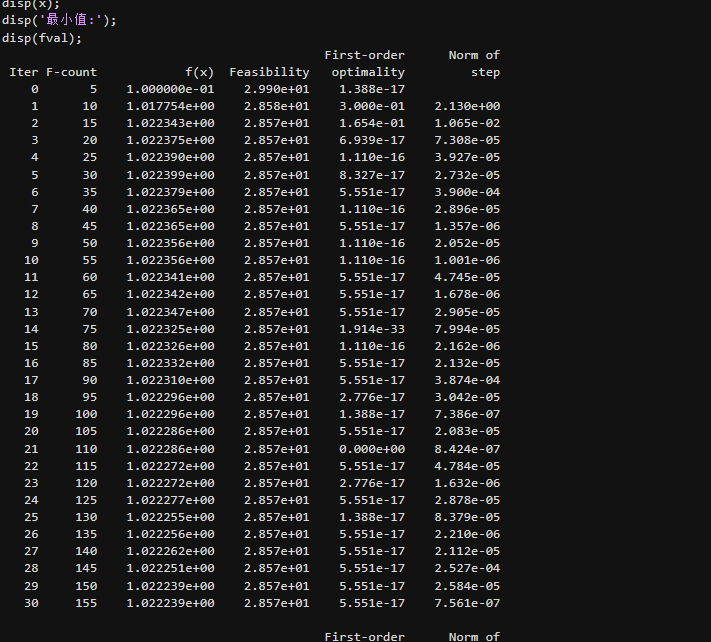 disp(x);
disp('最小值:');
disp(fval);
First-order Norm of
Iter F-count f(x) Feasibility optimality step
0 5 1.000000e-01 2.990e+01 1.388e-17
1 10 1.017754e+00 2.858e+01 3.000e-01 2.130e+00
2 15 1.022343e+00 2.857e+01 1.654e-01 1.065e-02
3 20 1.022375e+00 2.857e+01 6.939e-17 7.308e-05
4 25 1.022390e+00 2.857e+01 1.110e-16 3.927e-05
5 30 1.022399e+00 2.857e+01 8.327e-17 2.732e-05
6 35 1.022379e+00 2.857e+01 5.551e-17 3.900e-04
7 40 1.022365e+00 2.857e+01 1.110e-16 2.896e-05
8 45 1.022365e+00 2.857e+01 5.551e-17 1.357e-06
9 50 1.022356e+00 2.857e+01 1.110e-16 2.052e-05
10 55 1.022356e+00 2.857e+01 1.110e-16 1.001e-06
11 60 1.022341e+00 2.857e+01 5.551e-17 4.745e-05
12 65 1.022342e+00 2.857e+01 5.551e-17 1.678e-06
13 70 1.022347e+00 2.857e+01 5.551e-17 2.905e-05
14 75 1.022325e+00 2.857e+01 1.914e-33 7.994e-05
15 80 1.022326e+00 2.857e+01 1.110e-16 2.162e-06
16 85 1.022332e+00 2.857e+01 5.551e-17 2.132e-05
17 90 1.022310e+00 2.857e+01 5.551e-17 3.874e-04
18 95 1.022296e+00 2.857e+01 2.776e-17 3.042e-05
19 100 1.022296e+00 2.857e+01 1.388e-17 7.386e-07
20 105 1.022286e+00 2.857e+01 5.551e-17 2.083e-05
21 110 1.022286e+00 2.857e+01 0.000e+00 8.424e-07
22 115 1.022272e+00 2.857e+01 5.551e-17 4.784e-05
23 120 1.022272e+00 2.857e+01 2.776e-17 1.632e-06
24 125 1.022277e+00 2.857e+01 5.551e-17 2.878e-05
25 130 1.022255e+00 2.857e+01 1.388e-17 8.379e-05
26 135 1.022256e+00 2.857e+01 5.551e-17 2.210e-06
27 140 1.022262e+00 2.857e+01 5.551e-17 2.112e-05
28 145 1.022251e+00 2.857e+01 5.551e-17 2.527e-04
29 150 1.022239e+00 2.857e+01 5.551e-17 2.584e-05
30 155 1.022239e+00 2.857e+01 5.551e-17 7.561e-07
First-order Norm of